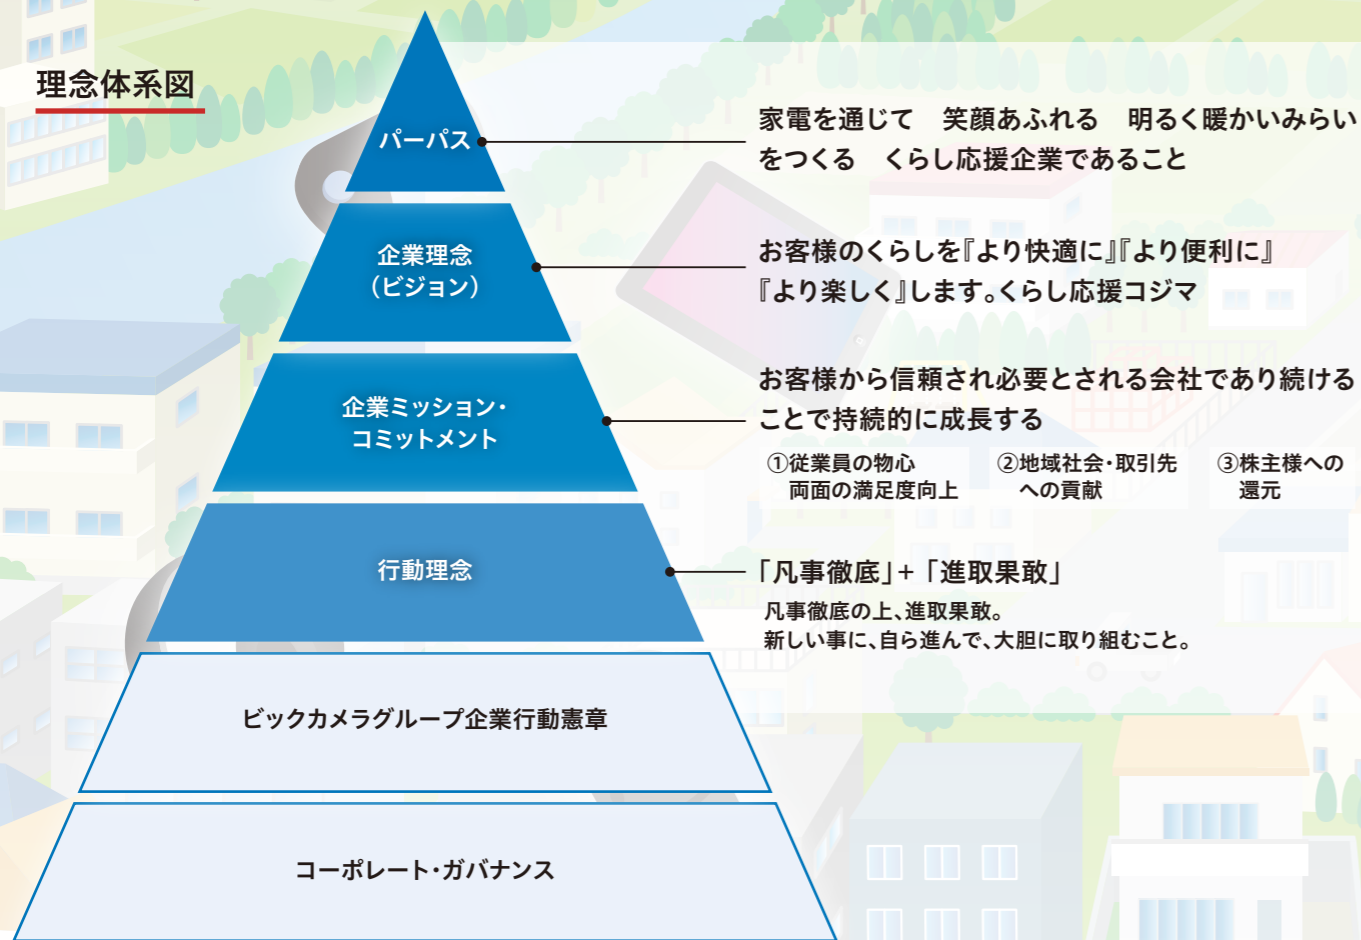 理念体系図
パーパス
家電を通じて　笑顔あふれる　明るく暖かいみらい
をつくる　くらし応援企業であること
企業理念
（ビジョン）
お客様のくらしを『より快適に』『より便利に』
『より楽しく』します。くらし応援コジマ
企業ミッション・
コミットメント
お客様から信頼され必要とされる会社であり続ける
ことで持続的に成長する
①従業員の物心
両面の満足度向上
②地域社会・取引先
への貢献
③株主様への
還元
行動理念
「凡事徹底」+「進取果敢」
凡事徹底の上、進取果敢。
新しい事に、自ら進んで、大胆に取り組むこと。
ビックカメラグループ企業行動憲章
コーポレート・ガバナンス